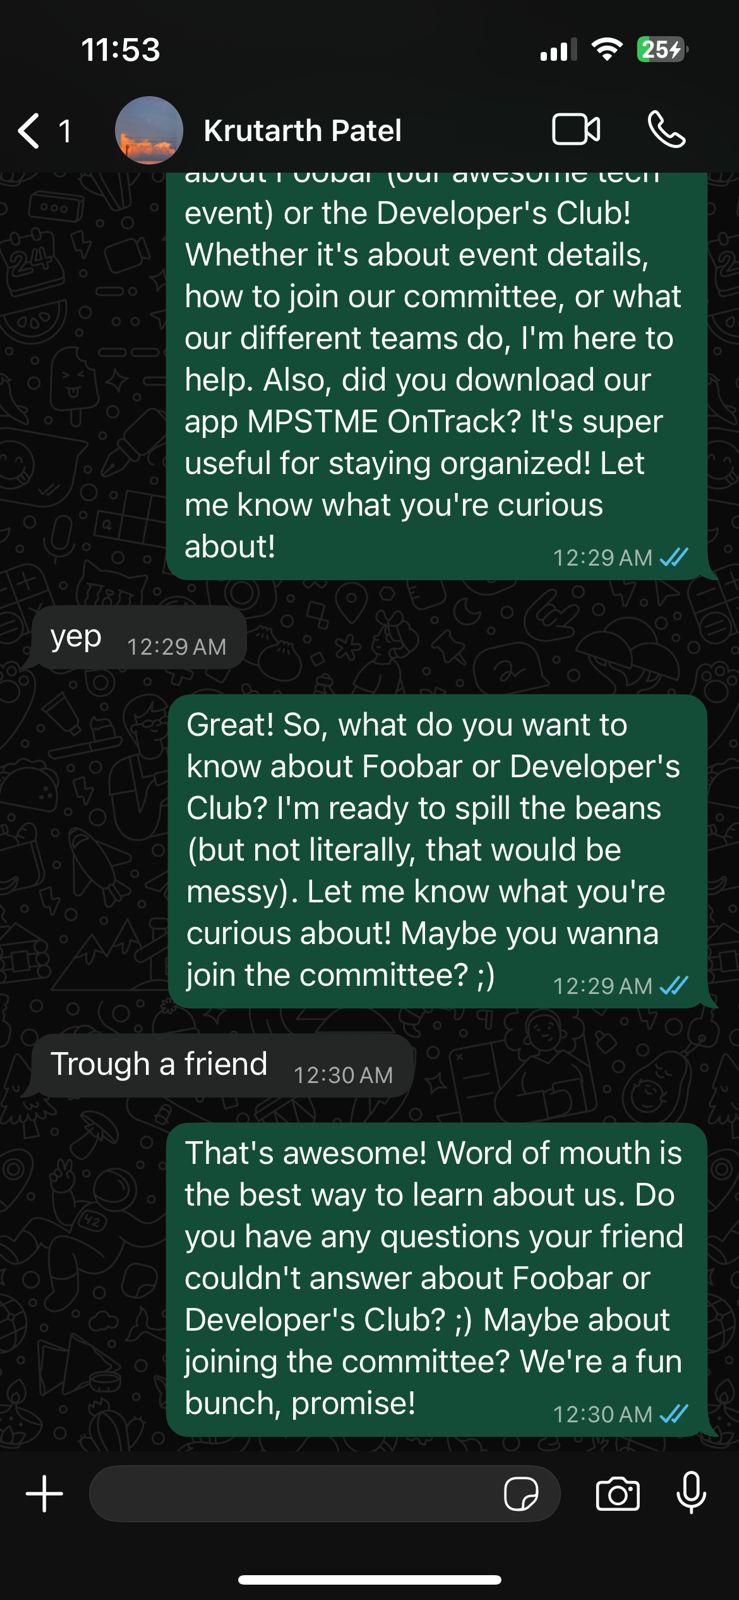 11:53
25
1
Krutarth Patel
about Foobar (our awesome tech
event) or the Developer's Club!
Whether it's about event details,
how to join our committee, or what
our different teams do, I'm here to
help. Also, did you download our
app MPSTME OnTrack? It's super
useful for staying organized! Let
me know what you're curious
about!
12:29 AM
yep
12:29 AM
Great! So, what do you want to
know about Foobar or Developer's
Club? I'm ready to spill the beans
(but not literally, that would be
messy). Let me know what you're
curious about! Maybe you wanna
join the committee? ;)
12:29 AM
Trough a friend
12:30 AM
That's awesome! Word of mouth is
the best way to learn about us. Do
you have any questions your friend
couldn't answer about Foobar or
Developer's Club? ;) Maybe about
joining the committee? We're a fun
bunch, promise!
12:30 AM